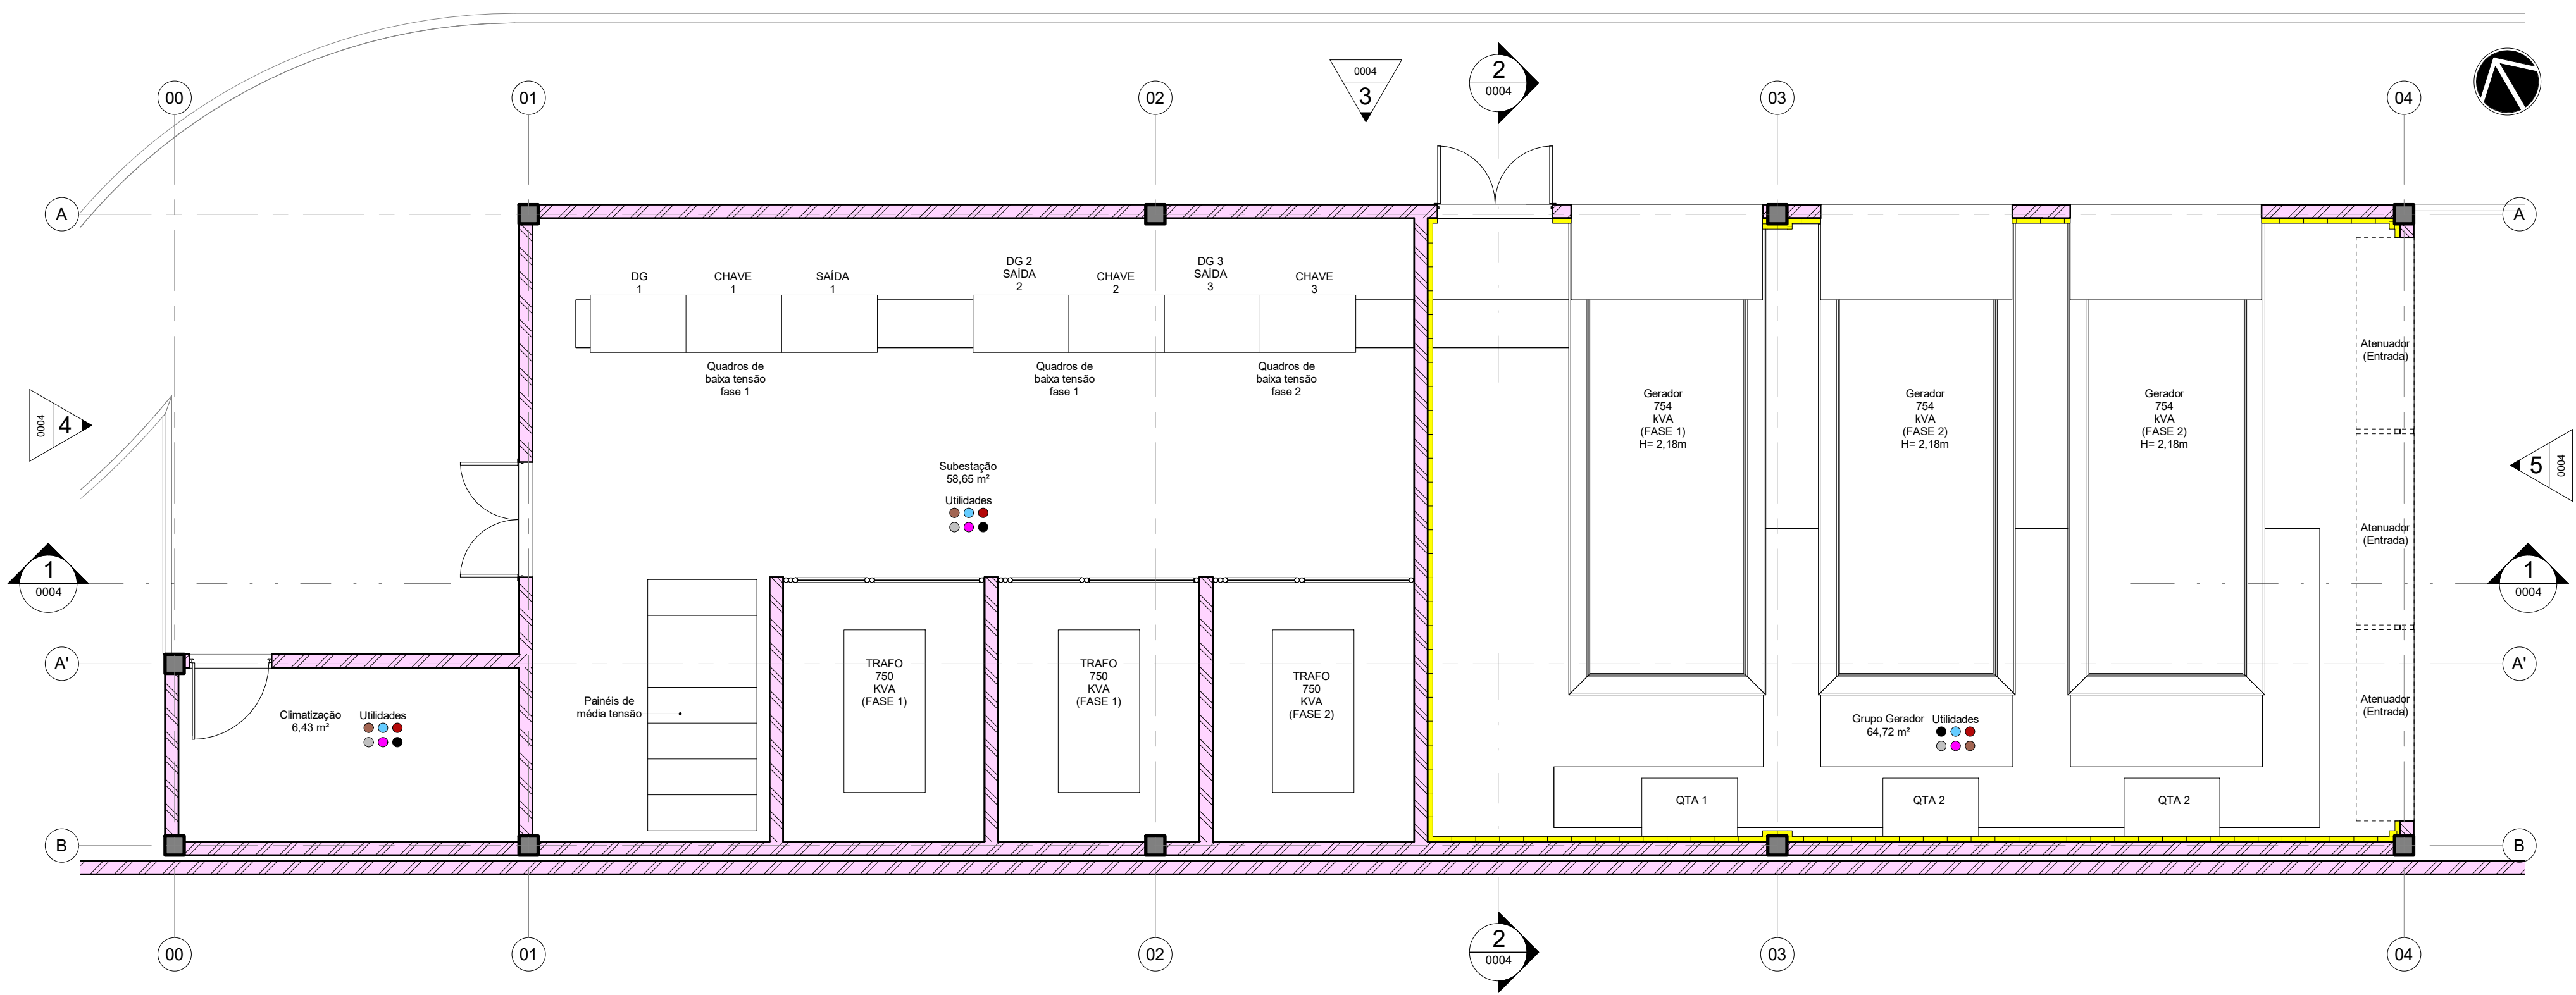 0004
3
2
0004
00
01
02
03
04
A
A
DG
1
CHAVE
1
SAÍDA
1
DG 2
SAÍDA
2
CHAVE
2
DG 3
SAÍDA
3
CHAVE
3
Quadros de
baixa tensão
fase 1
Quadros de
baixa tensão
fase 1
Quadros de
baixa tensão
fase 2
Atenuador
(Entrada)
Gerador
754
kVA
(FASE 1)
H= 2,18m
Gerador
754
kVA
(FASE 2)
H= 2,18m
Gerador
754
kVA
(FASE 2)
H= 2,18m
0004
4
5
0004
Subestação
58,65 m²
Utilidades
Atenuador
(Entrada)
1
0004
1
0004
A'
A'
TRAFO
750
KVA
(FASE 1)
TRAFO
750
KVA
(FASE 1)
TRAFO
750
KVA
(FASE 2)
Painéis de
média tensão
Atenuador
(Entrada)
Climatização
6,43 m²
Utilidades
Grupo Gerador
64,72 m²
Utilidades
QTA 1
QTA 2
QTA 2
B
B
00
01
02
2
0004
03
04